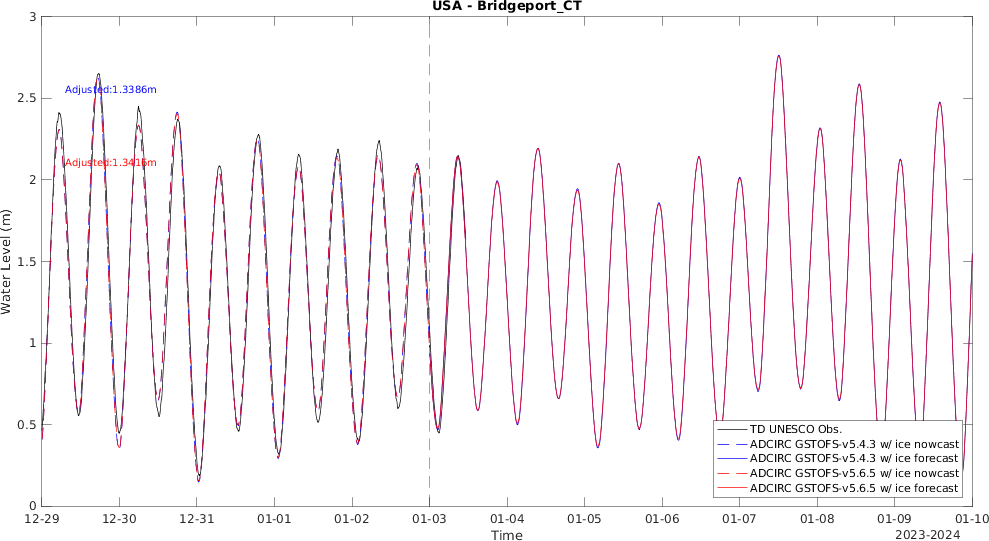 USA - Bridgeport_CT
3
2.5
2
1.5
1
0.5
0
Water Level (m)
Adjusted:1.3386m
Adjusted:1.3416m
TD UNESCO Obs.
ADCIRC GSTOFS-v5.4.3 w/ ice nowcast
ADCIRC GSTOFS-v5.4.3 w/ ice forecast
ADCIRC GSTOFS-v5.6.5 w/ ice nowcast
ADCIRC GSTOFS-v5.6.5 w/ ice forecast
12-29 12-30 12-31 01-01 01-02 01-03 01-04 01-05 01-06 01-07 01-08 01-09 01-10
Time
2023-2024